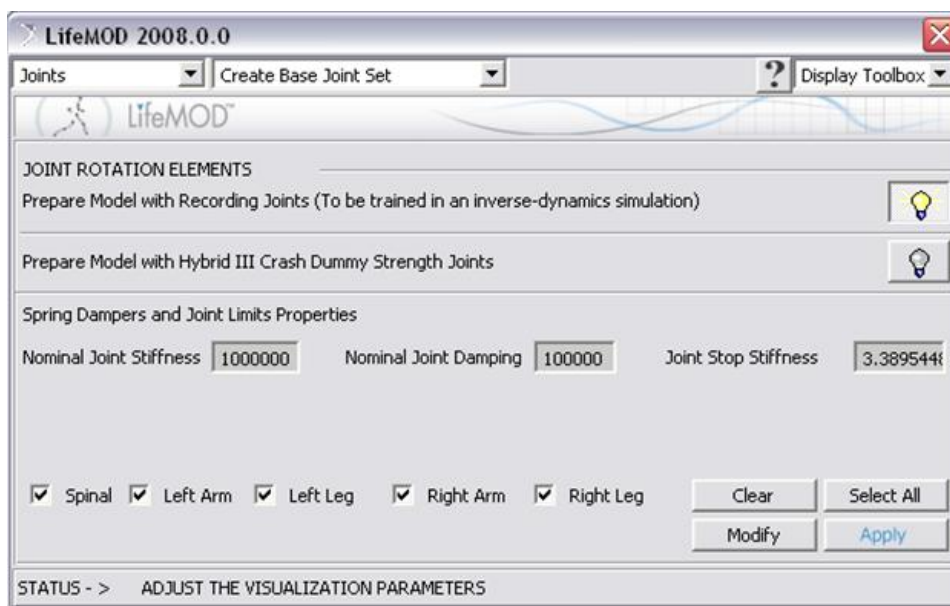 LifeMOD 2008.0.0
Joints Create Base Joint Set ? Display Toolbox
LifeMOD™
JOINT ROTATION ELEMENTS
Prepare Model with Recording Joints (To be trained in an inverse-dynamics simulation)
Prepare Model with Hybrid III Crash Dummy Strength Joints
Spring Dampers and Joint Limits Properties
Nominal Joint Stiffness 1000000 Nominal Joint Damping 100000 Joint Stop Stiffness 3.389544
Spinal Left Arm Left Leg Right Arm Right Leg Clear Select All
Modify Apply
STATUS - > ADJUST THE VISUALIZATION PARAMETERS